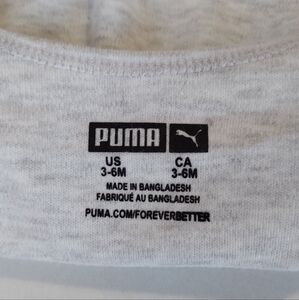 PUMA
US CA
3-6M 3-6M
MADE IN BANGLADESH
FABRIQUÉ AU BANGLADESH
PUMA.COM/FOREVERBETTER